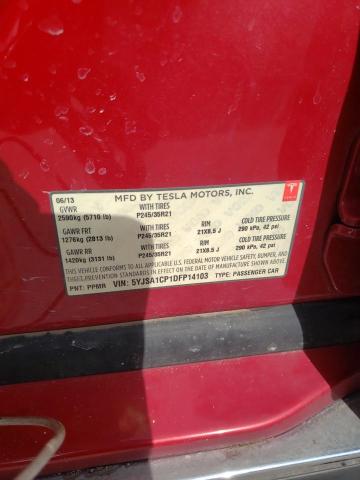 MFD BY TESLA MOTORS, INC.
06/13
GVWR WITH TIRES
2590kg (5710 lb) P245/35R21
GAWR FRT WITH TIRES RIM COLD TIRE PRESSURE
1276kg (2813 lb) P245/35R21 21X8.5 J 290 kPa, 42 psi
GAWR RR WITH TIRES RIM COLD TIRE PRESSURE
1420kg (3131 lb) P245/35R21 21X8.5 J 290 kPa, 42 psi
THIS VEHICLE CONFORMS TO ALL APPLICABLE U.S. FEDERAL MOTOR VEHICLE SAFETY, BUMPER, AND
THEFT PREVENTION STANDARDS IN EFFECT ON THE DATE OF MANUFACTURE SHOWN ABOVE.
PNT: PPMR VIN: 5YJSA1CP1DFP14103 TYPE: PASSENGER CAR